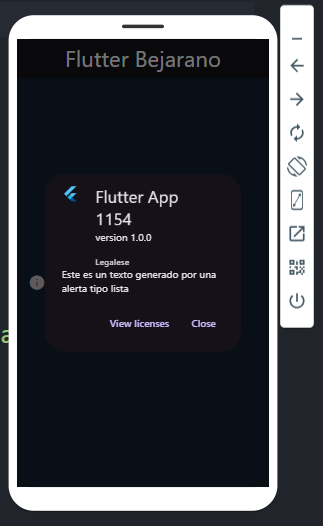 Flutter Bejarano
Flutter App
1154
version 1.0.0
Legalese
Este es un texto generado por una
alerta tipo lista
View licenses Close